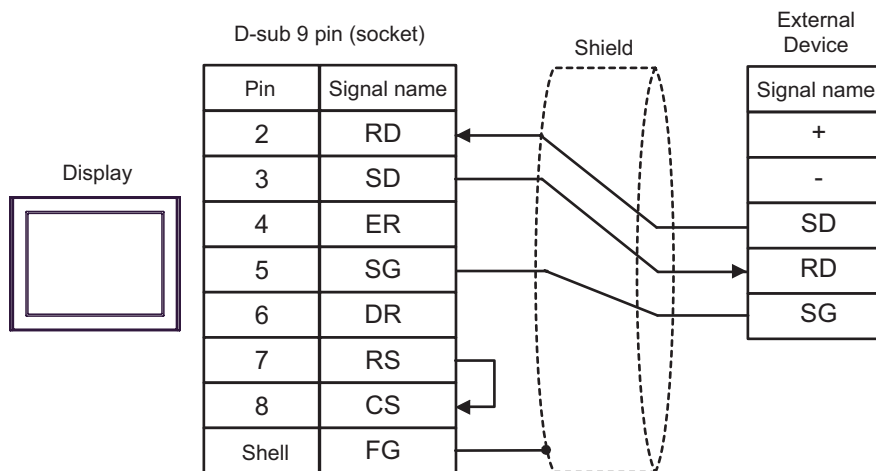 D-sub 9 pin (socket)
Shield
External
Device
Display
Pin Signal name
2 RD
3 SD
4 ER
5 SG
6 DR
7 RS
8 CS
Shell FG
Signal name
+
-
SD
RD
SG